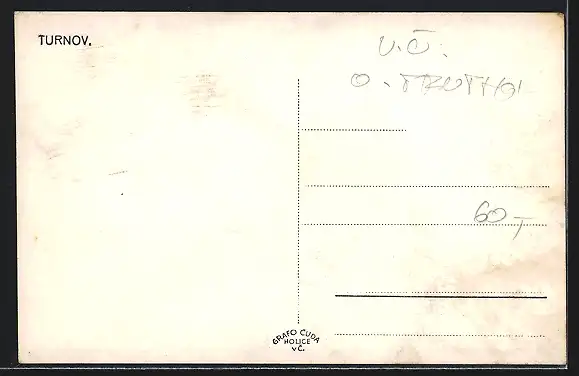 TURNOV.
V.Č.
60,-
GRAFO ČUDA
HOLICE
v Č.